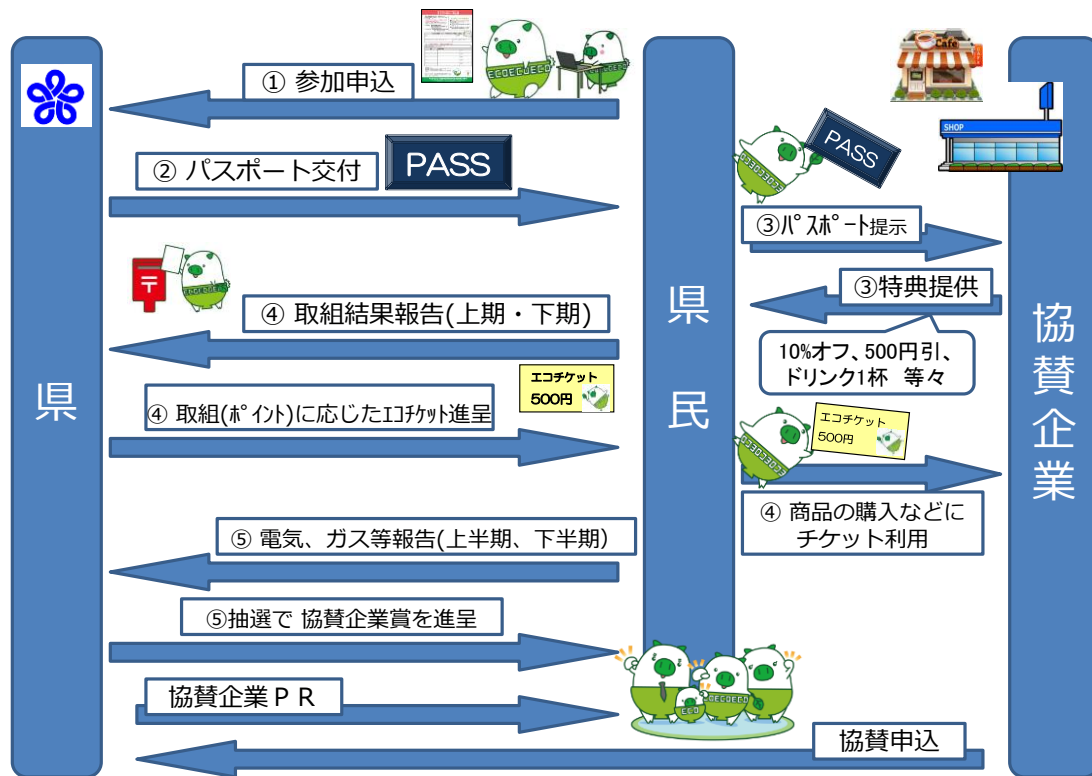 県
県民
協賛企業
① 参加申込
ECOECOECO
② パスポート交付
PASS
PASS
Café
SHOP
③パスポート提示
③特典提供
10%オフ、500円引、
ドリンク1杯 等々
〒
④ 取組結果報告(上期・下期)
エコチケット
500円
④ 取組(ポイント)に応じたエコチケット進呈
エコチケット
500円
④ 商品の購入などに
チケット利用
⑤ 電気、ガス等報告(上半期、下半期)
⑤抽選で 協賛企業賞を進呈
協賛企業PR
ECO
協賛申込